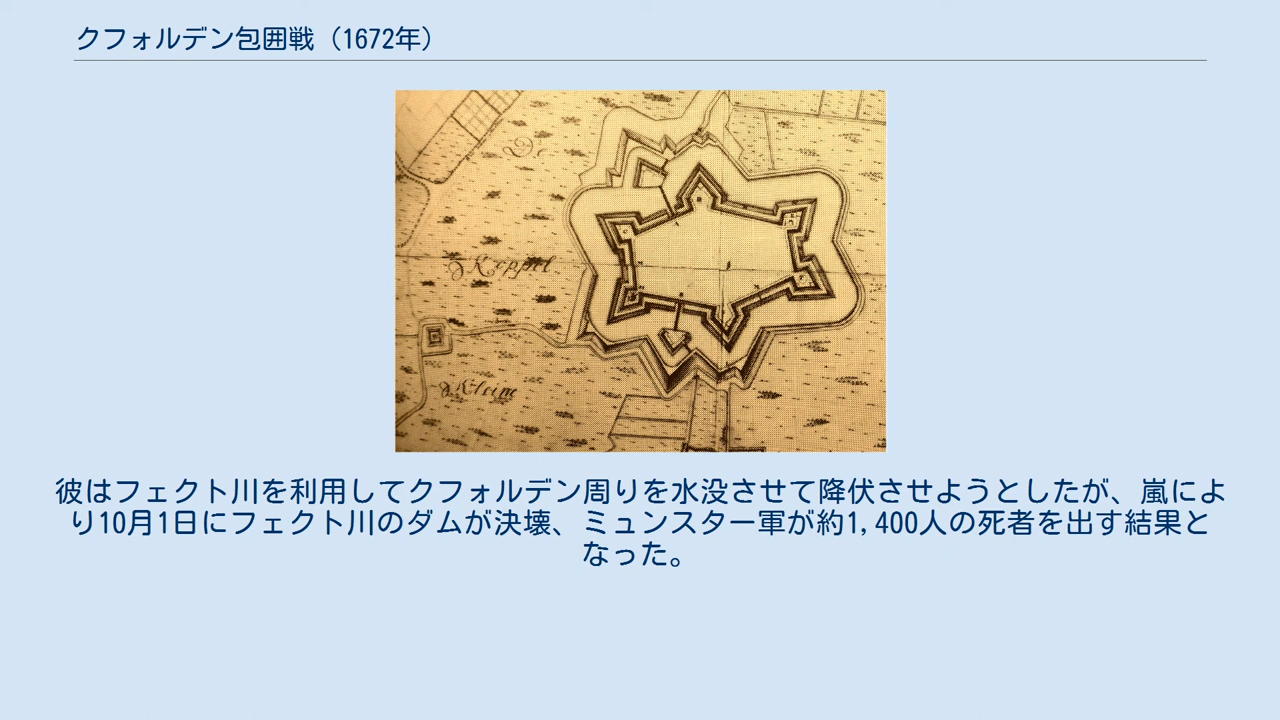 クフォルデン包囲戦（1672年）
De
Koppel
Kleine
彼はフェクト川を利用してクフォルデン周りを水没させて降伏させようとしたが、嵐によ
り10月1日にフェクト川のダムが決壊、ミュンスター軍が約1,400人の死者を出す結果と
なった。